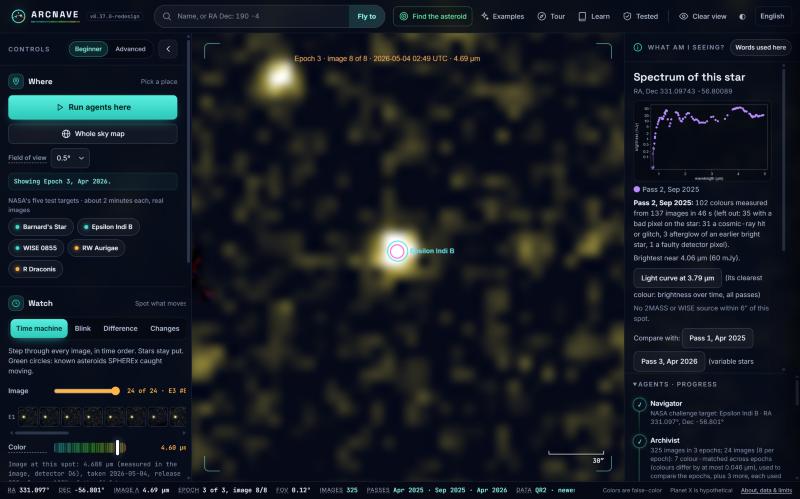 ARCNAVE v0.37.0-redesign Name, or RA Dec: 190 -4 Fly to Find the asteroid Examples Tour Learn Tested Clear view English
CONTROLS Beginner Advanced
Where Pick a place
Run agents here
Whole sky map
Field of view 0.5°
Showing Epoch 3, Apr 2026.
NASA's five test targets · about 2 minutes each, real
images
Barnard's Star Epsilon Indi B
WISE 0855 RW Aurigae
R Draconis
Watch Spot what moves
Time machine Blink Difference Changes
Step through every image, in time order. Stars stay put.
Green circles: known asteroids SPHEREx caught
moving.
Image 24 of 24 · E3 #8
E1
Color 4.69 µm
Image at this spot: 4.688 µm (measured in the
image, detector D6), taken 2026-05-04, release
Epoch 3 · image 8 of 8 · 2026-05-04 02:49 UTC · 4.69 µm
Epsilon Indi B
30"
WHAT AM I SEEING? Words used here
Spectrum of this star
RA, Dec 331.09743 -56.80089
brightness (mJy)
wavelength (µm)
Pass 2, Sep 2025
Pass 2, Sep 2025: 102 colours measured
from 137 images in 46 s (left out: 35 with a
bad pixel on the star: 31 a cosmic-ray hit
or glitch, 3 afterglow of an earlier bright
star, 1 a faulty detector pixel).
Brightest near 4.06 µm (60 mJy).
Light curve at 3.79 µm (its clearest
colour: brightness over time, all passes)
No 2MASS or WISE source within 6" of this
spot.
Compare with: Pass 1, Apr 2025
Pass 3, Apr 2026 (variable stars
AGENTS · PROGRESS
Navigator
NASA challenge target: Epsilon Indi B · RA
331.097°, Dec -56.801°
Archivist
325 images in 3 epochs; 24 images (8 per
epoch): 7 colour-matched across epochs
(colours differ by at most 0.046 µm), used to
compare the epochs, plus 3 more, each used
RA 331.097° DEC -56.801° IMAGE λ 4.69 µm EPOCH 3 of 3, image 8/8 FOV 0.12° IMAGES 325 PASSES Apr 2025 · Sep 2025 · Apr 2026 DATA QR2 · newe Colors are false-color Planet X is hypothetical About, data & limits